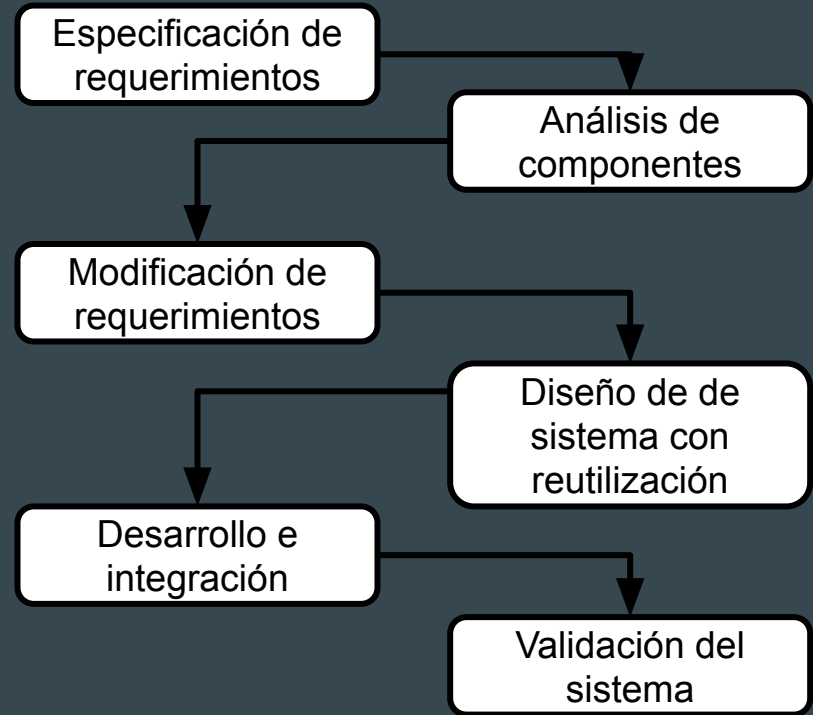 Especificación de
requerimientos
Análisis de
componentes
Modificación de
requerimientos
Diseño de de
sistema con
reutilización
Desarrollo e
integración
Validación del
sistema